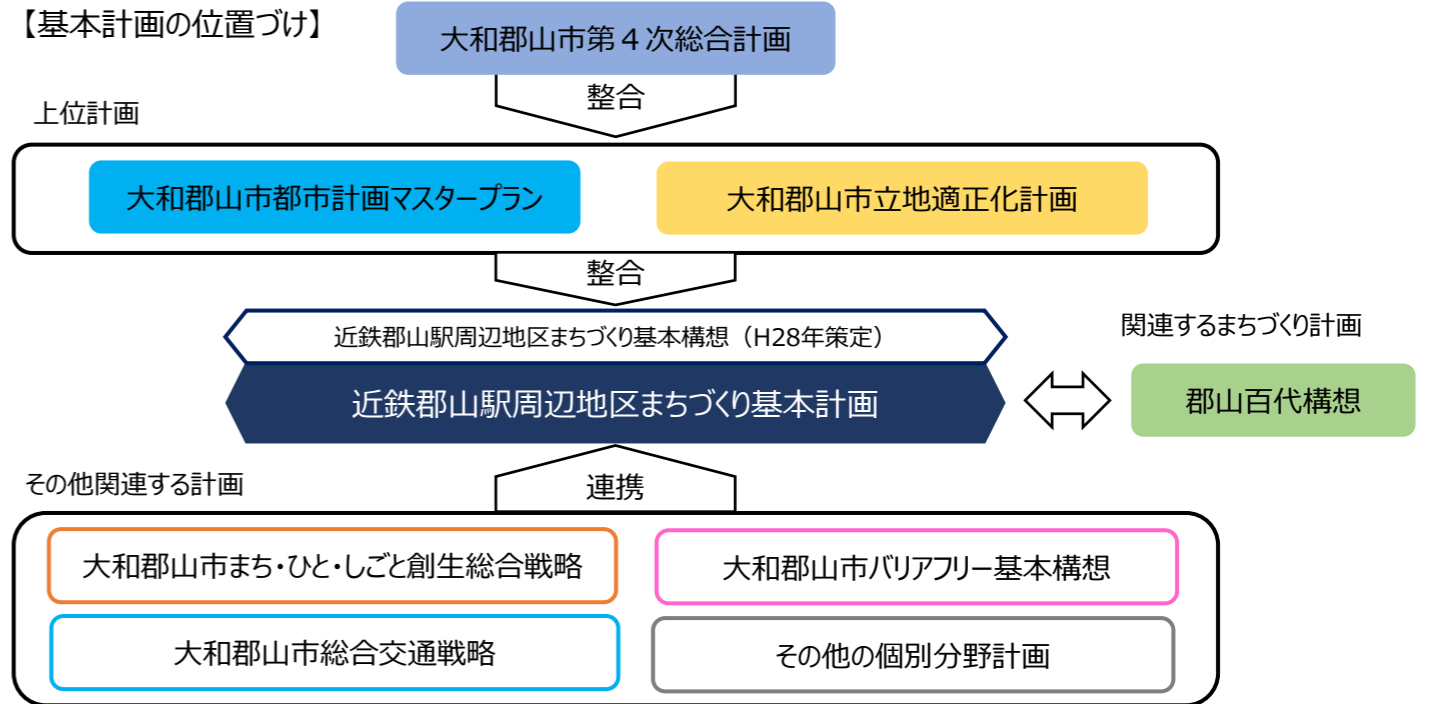 【基本計画の位置づけ】
大和郡山市第４次総合計画
整合
上位計画
大和郡山市都市計画マスタープラン
大和郡山市立地適正化計画
整合
近鉄郡山駅周辺地区まちづくり基本構想（H28年策定）
関連するまちづくり計画
近鉄郡山駅周辺地区まちづくり基本計画
郡山百代構想
その他関連する計画
連携
大和郡山市まち・ひと・しごと創生総合戦略
大和郡山市バリアフリー基本構想
大和郡山市総合交通戦略
その他の個別分野計画